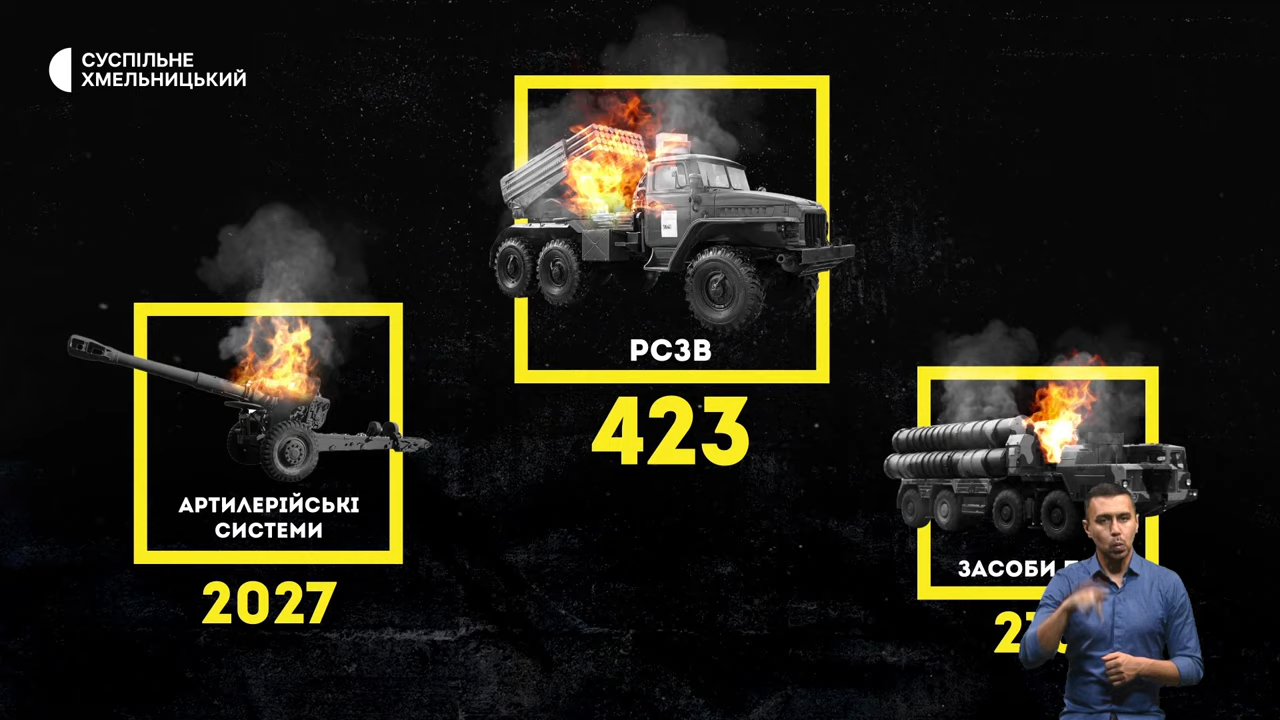 СУСПІЛЬНЕ
ХМЕЛЬНИЦЬКИЙ
РСЗВ
423
АРТИЛЕРІЙСЬКІ
СИСТЕМИ
2027
ЗАСОБИ